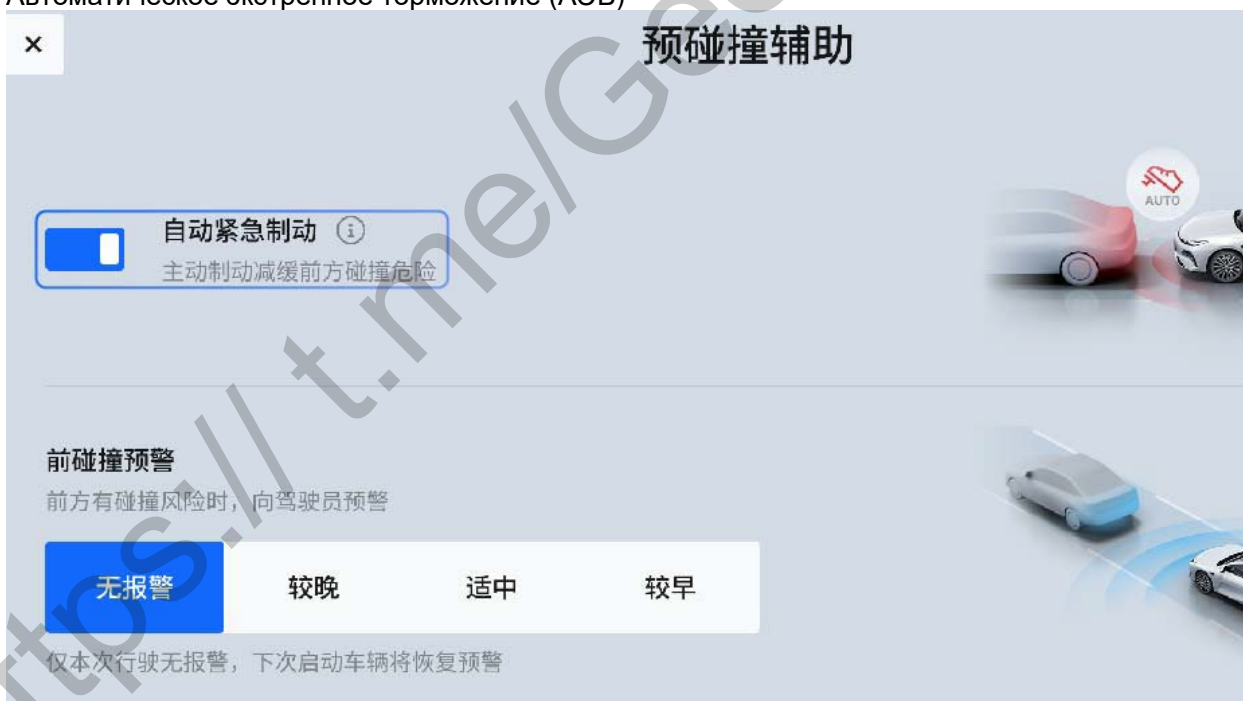 Автоматическое экстренное торможение (AEB)
×
预碰撞辅助
AUTO
自动紧急制动 i
主动制动减缓前方碰撞危险
前碰撞预警
前方有碰撞风险时，向驾驶员预警
无报警 较晚 适中 较早
仅本次行驶无报警，下次启动车辆将恢复预警
ttps:// t.me/Gee